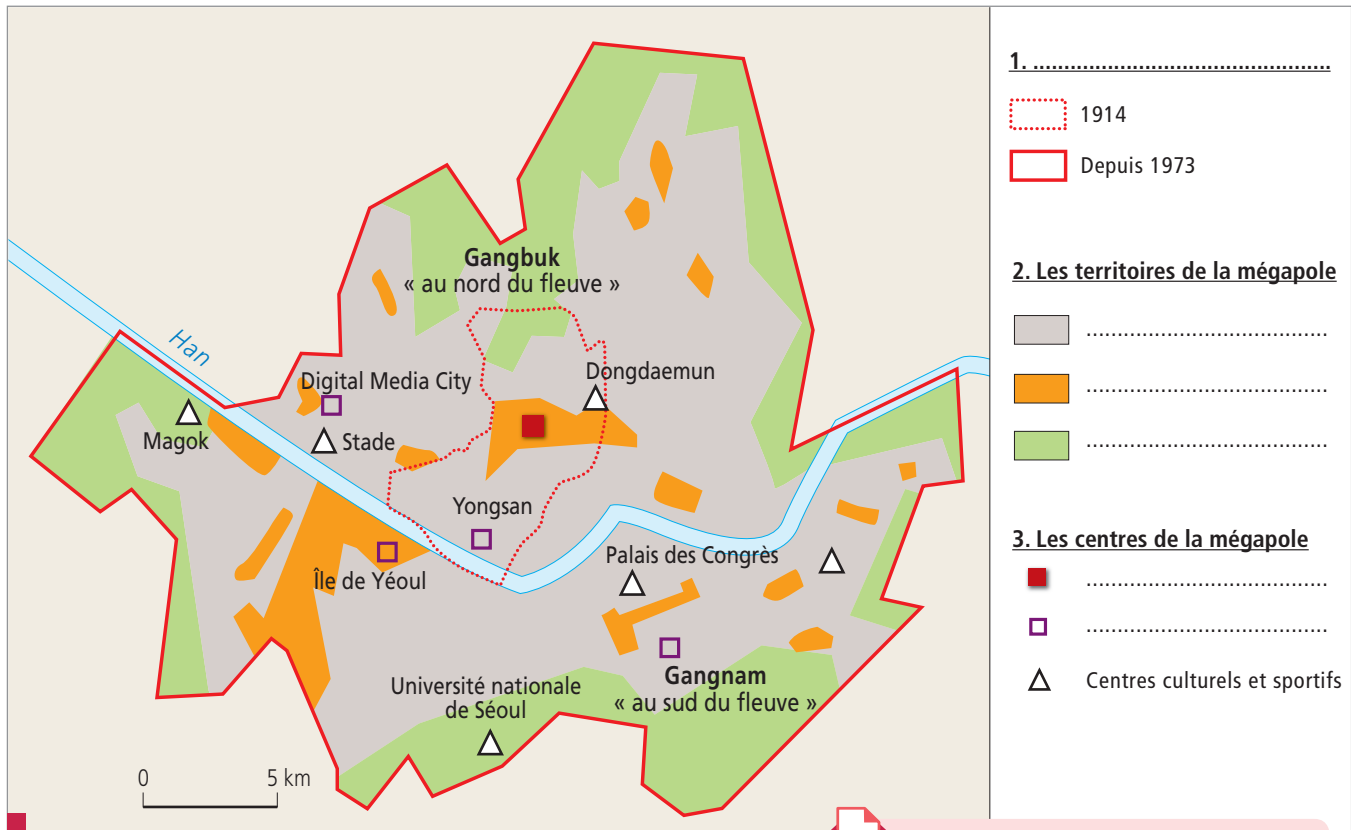 Gangbuk
« au nord du fleuve »
Han
Digital Media City
Dongdaemun
Magok
Stade
Yongsan
Île de Yéoul
Palais des Congrès
Gangnam
« au sud du fleuve »
Université nationale
de Séoul
0 5 km
1. ................................................
1914
Depuis 1973
2. Les territoires de la mégapole
.......................................
.......................................
.......................................
3. Les centres de la mégapole
.......................................
.......................................
Centres culturels et sportifs